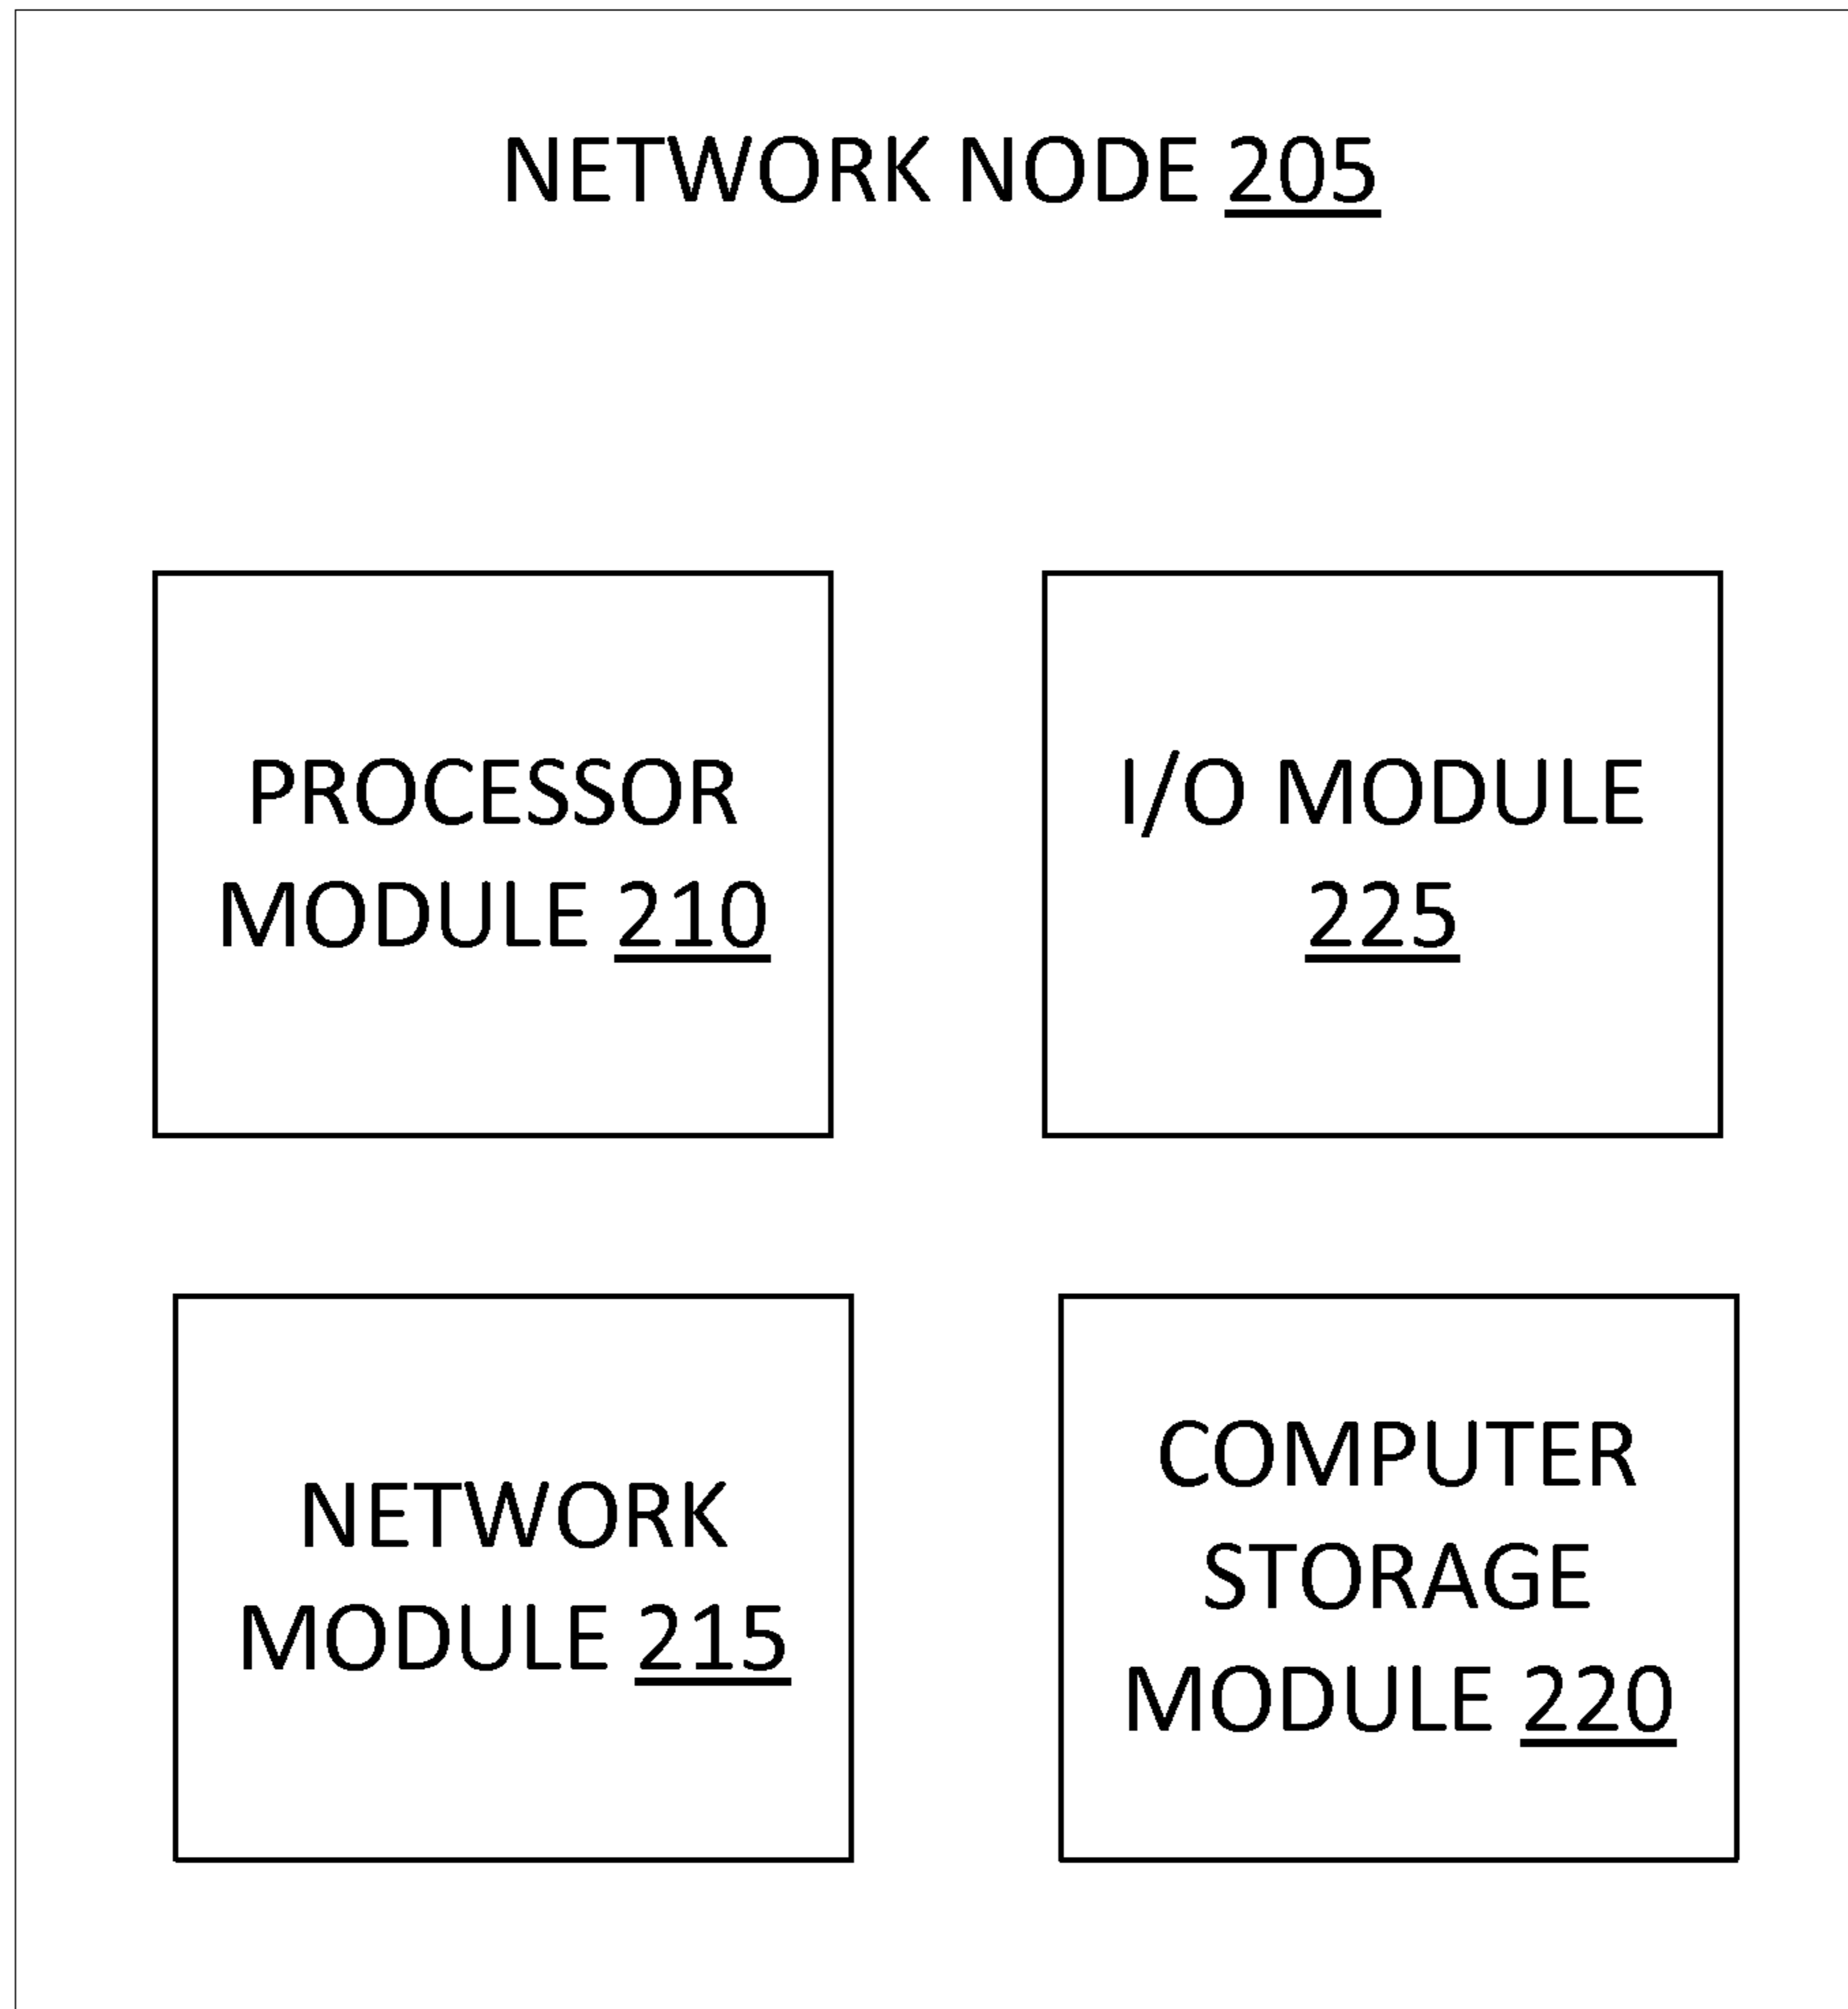 NETWORK NODE 205
PROCESSOR
MODULE 210
I/O MODULE
225
NETWORK
MODULE 215
COMPUTER
STORAGE
MODULE 220